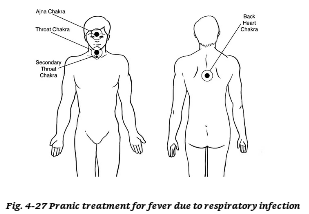 Ajna Chakra
Throat Chakra
Secondary
Throat
Chakra
Back
Heart
Chakra
Fig. 4-27 Pranic treatment for fever due to respiratory infection